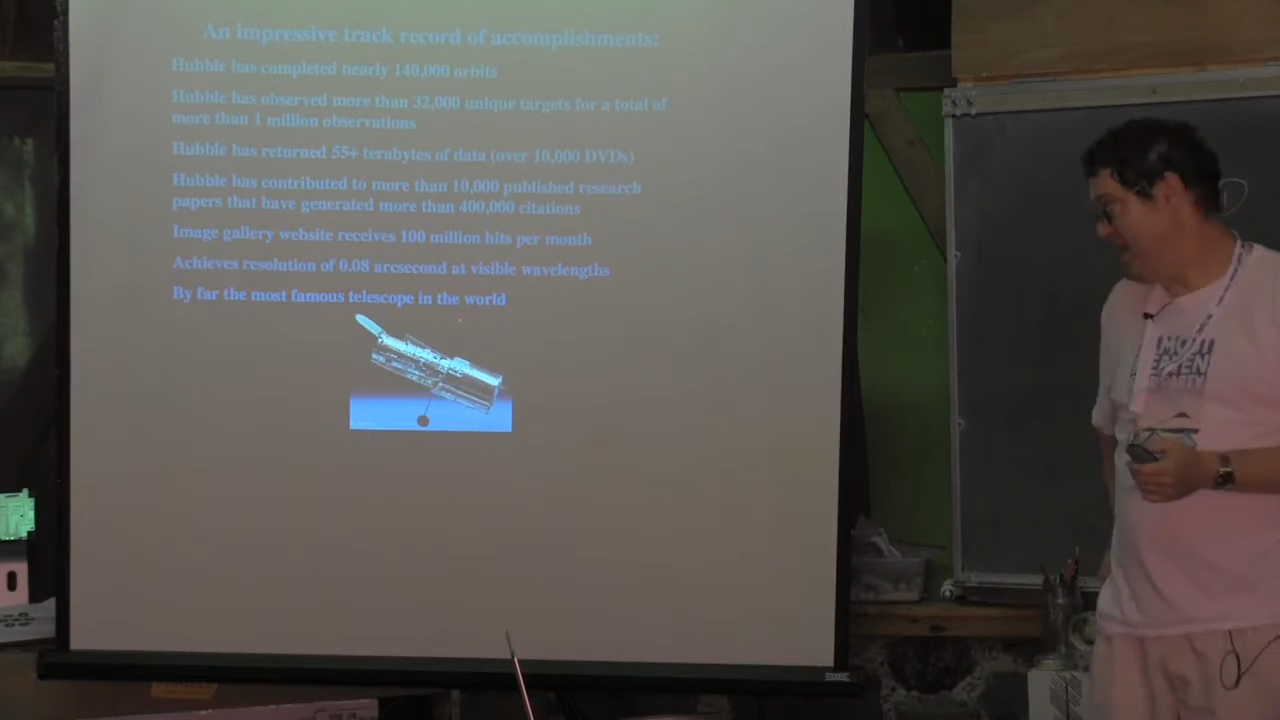 An impressive track record of accomplishments:
Hubble has completed nearly 140,000 orbits
Hubble has observed more than 32,000 unique targets for a total of
more than 1 million observations
Hubble has returned 55+ terabytes of data (over 10,000 DVDs)
Hubble has contributed to more than 10,000 published research
papers that have generated more than 400,000 citations
Image gallery website receives 100 million hits per month
Achieves resolution of 0.08 arcsecond at visible wavelengths
By far the most famous telescope in the world
PARTY